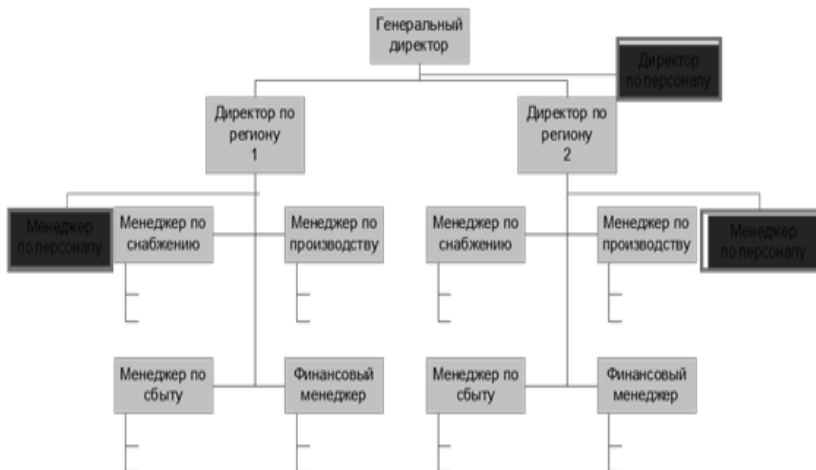 Генеральный
директор
Директор
по персоналу
Директор по
региону
1
Директор по
региону
2
Менеджер
по персоналу
Менеджер по
снабжению
Менеджер по
производству
Менеджер по
снабжению
Менеджер по
производству
Менеджер
по персоналу
Менеджер по
сбыту
Финансовый
менеджер
Менеджер по
сбыту
Финансовый
менеджер